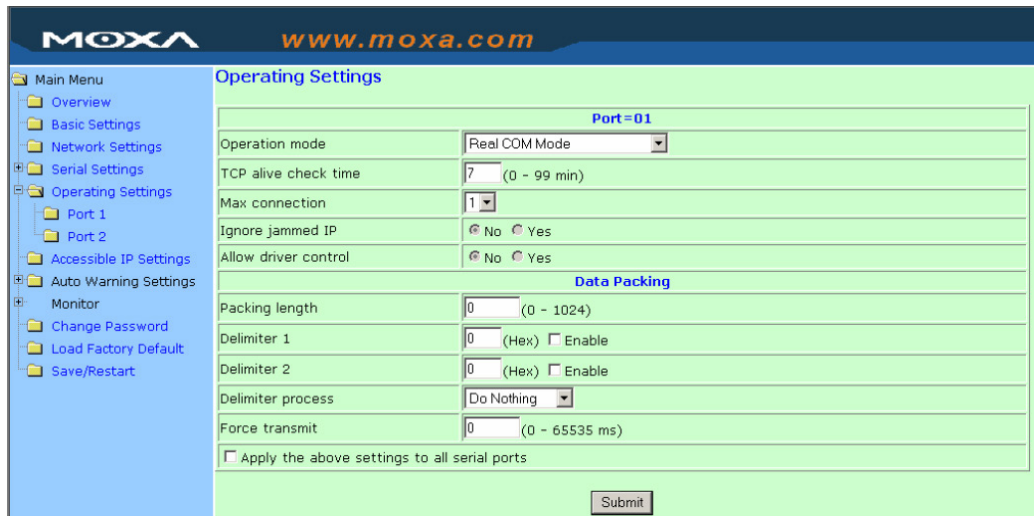 MOXA www.moxa.com
Main Menu
Overview
Basic Settings
Network Settings
Serial Settings
Operating Settings
Port 1
Port 2
Accessible IP Settings
Auto Warning Settings
Monitor
Change Password
Load Factory Default
Save/Restart
Operating Settings
Port=01
Operation mode Real COM Mode
TCP alive check time 7 (0 - 99 min)
Max connection 1
Ignore jammed IP No Yes
Allow driver control No Yes
Data Packing
Packing length 0 (0 - 1024)
Delimiter 1 0 (Hex) Enable
Delimiter 2 0 (Hex) Enable
Delimiter process Do Nothing
Force transmit 0 (0 - 65535 ms)
Apply the above settings to all serial ports
Submit